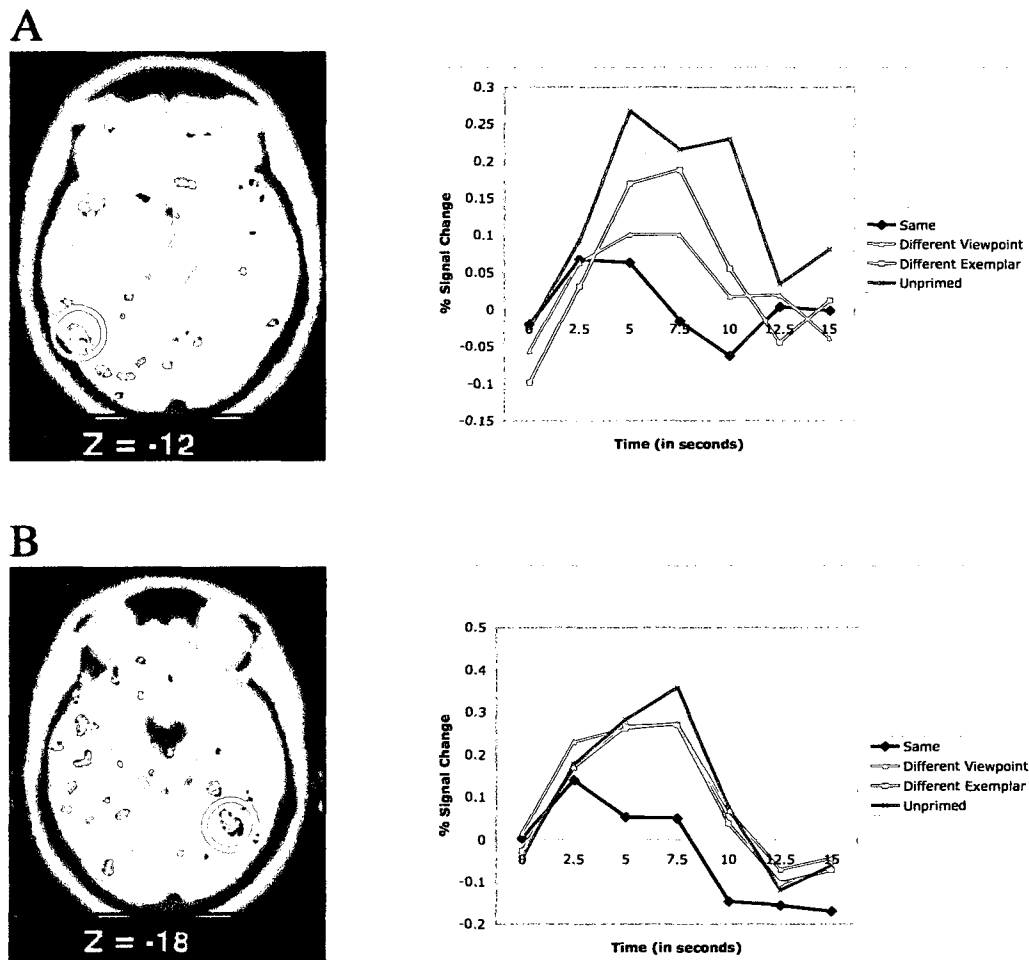 A
Z = -12
% Signal Change
0.3
0.25
0.2
0.15
0.1
0.05
0
-0.05
-0.1
-0.15
0 2.5 5 7.5 10 12.5 15
Time (in seconds)
Same
Different Viewpoint
Different Exemplar
Unprimed
B
Z = -18
% Signal Change
0.5
0.4
0.3
0.2
0.1
0
-0.1
-0.2
0 2.5 5 7.5 10 12.5 15
Time (in seconds)
Same
Different Viewpoint
Different Exemplar
Unprimed